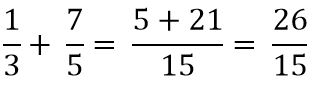 1/3 + 7/5 = (5 + 21)/15 = 26/15